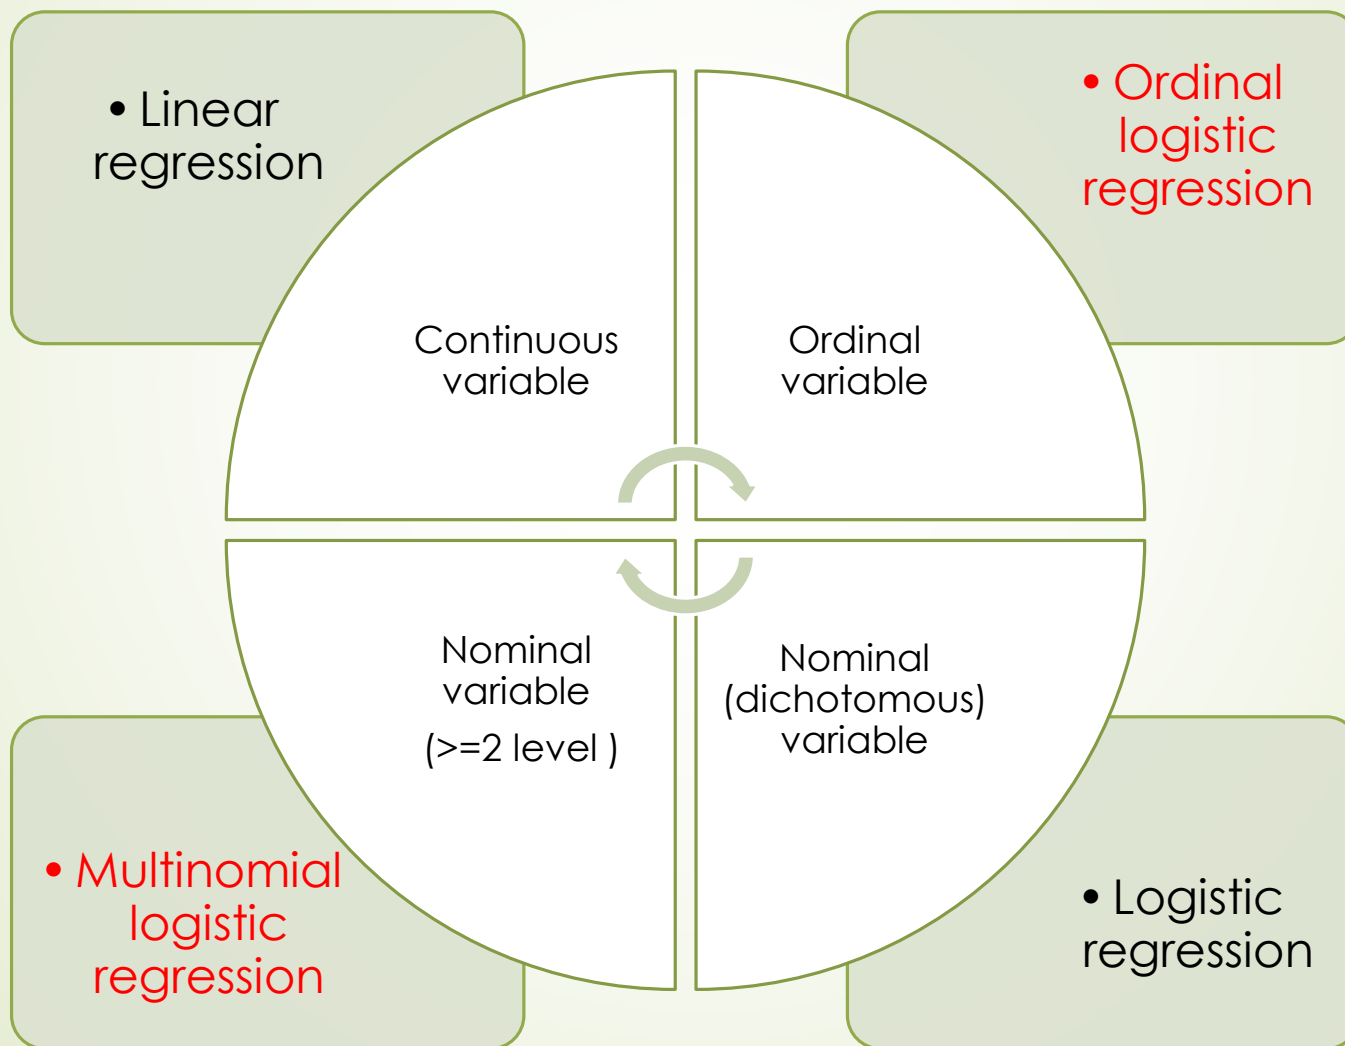 • Linear
regression
• Ordinal
logistic
regression
Continuous
variable
Ordinal
variable
Nominal
variable
(>=2 level )
Nominal
(dichotomous)
variable
• Multinomial
logistic
regression
• Logistic
regression